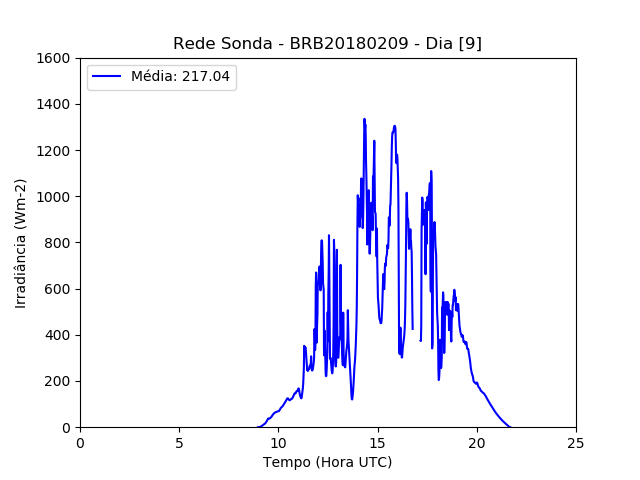 Rede Sonda - BRB20180209 - Dia [9]
Média: 217.04
1600
1400
1200
1000
800
600
400
200
0
Irradiância (Wm-2)
0 5 10 15 20 25
Tempo (Hora UTC)